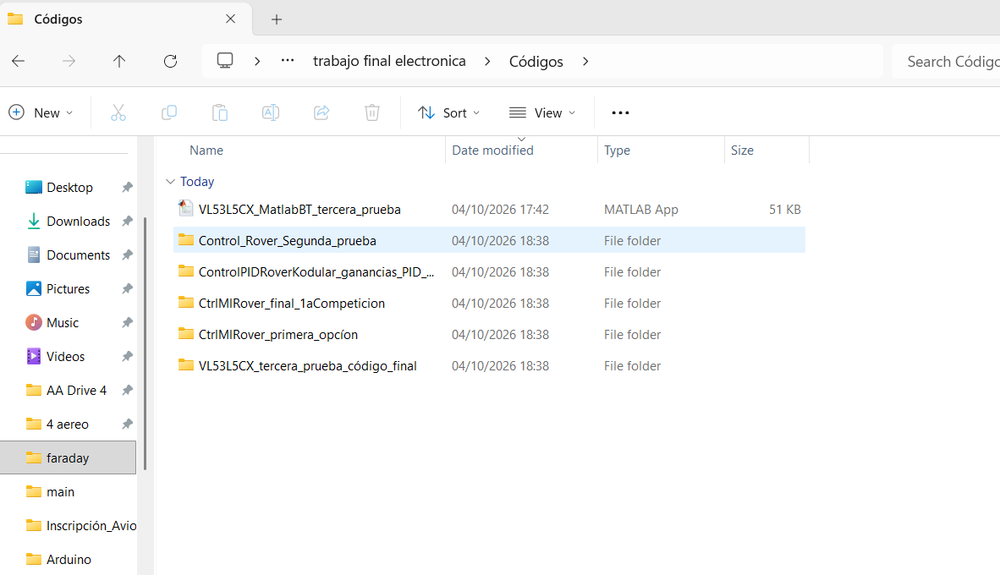 Códigos
trabajo final electronica Códigos Search Código
New Sort View
Name Date modified Type Size
Today
VL53L5CX_MatlabBT_tercera_prueba 04/10/2026 17:42 MATLAB App 51 KB
Control_Rover_Segunda_prueba 04/10/2026 18:38 File folder
ControlPIDRoverKodular_ganancias_PID_... 04/10/2026 18:38 File folder
CtrlMIRover_final_1aCompeticion 04/10/2026 18:38 File folder
CtrlMIRover_primera_opcíon 04/10/2026 18:38 File folder
VL53L5CX_tercera_prueba_código_final 04/10/2026 18:38 File folder
Desktop
Downloads
Documents
Pictures
Music
Videos
AA Drive 4
4 aereo
faraday
main
Inscripción_Avio
Arduino